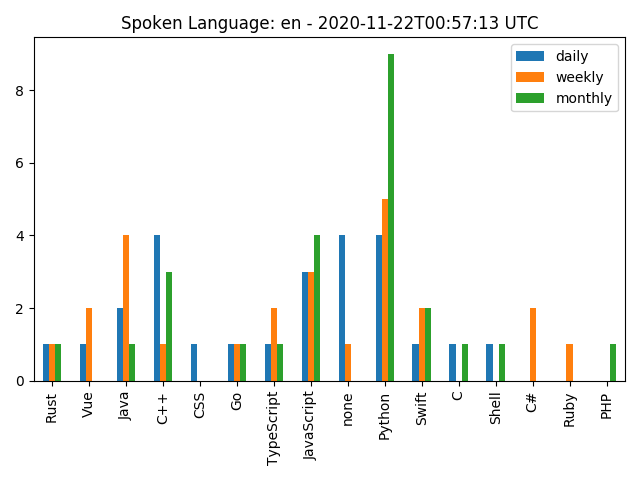 Spoken Language: en - 2020-11-22T00:57:13 UTC
daily
weekly
monthly
8
6
4
2
0
Rust
Vue
Java
C++
CSS
Go
TypeScript
JavaScript
none
Python
Swift
C
Shell
C#
Ruby
PHP